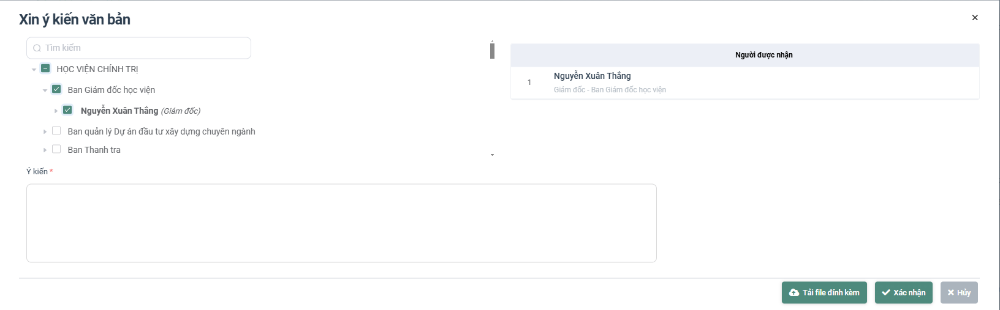 Xin ý kiến văn bản
Tìm kiếm
HỌC VIỆN CHÍNH TRỊ
Ban Giám đốc học viện
Nguyễn Xuân Thắng (Giám đốc)
Ban quản lý Dự án đầu tư xây dựng chuyên ngành
Ban Thanh tra
Người được nhận
1
Nguyễn Xuân Thắng
Giám đốc - Ban Giám đốc học viện
Ý kiến *
Tải file đính kèm
Xác nhận
Hủy